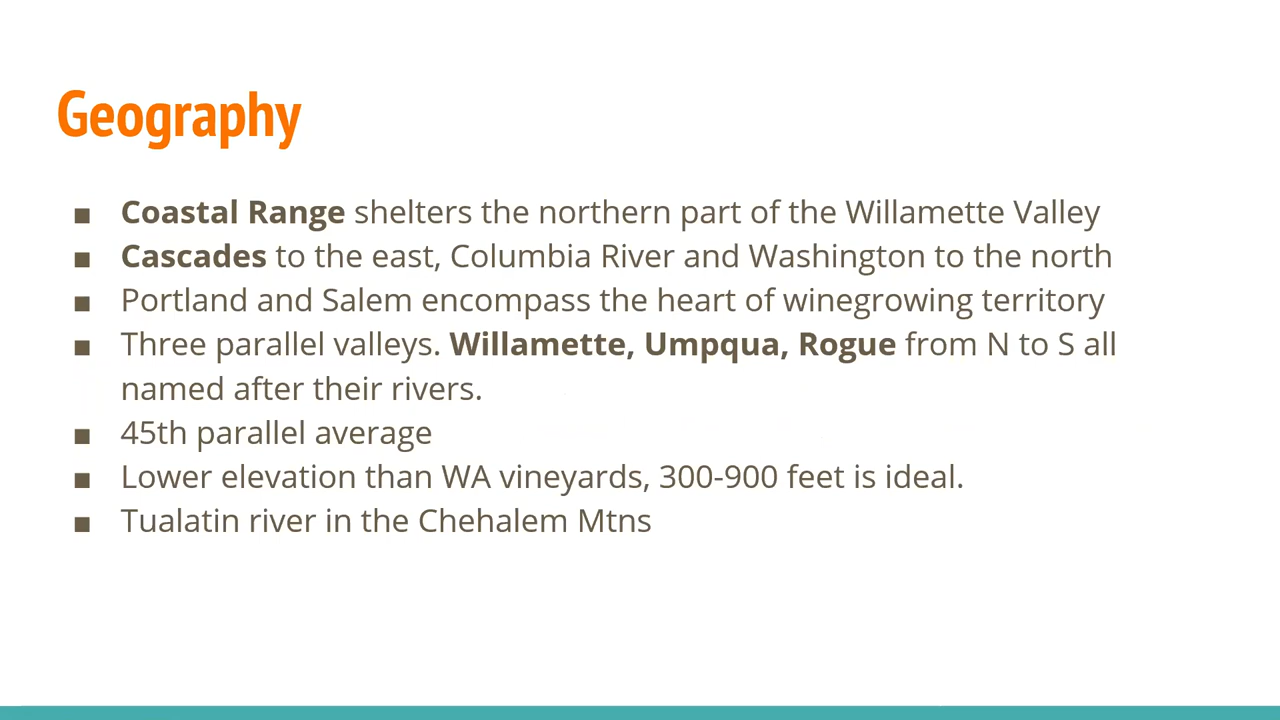 Geography
■ Coastal Range shelters the northern part of the Willamette Valley
■ Cascades to the east, Columbia River and Washington to the north
■ Portland and Salem encompass the heart of winegrowing territory
■ Three parallel valleys. Willamette, Umpqua, Rogue from N to S all
named after their rivers.
■ 45th parallel average
■ Lower elevation than WA vineyards, 300-900 feet is ideal.
■ Tualatin river in the Chehalem Mtns